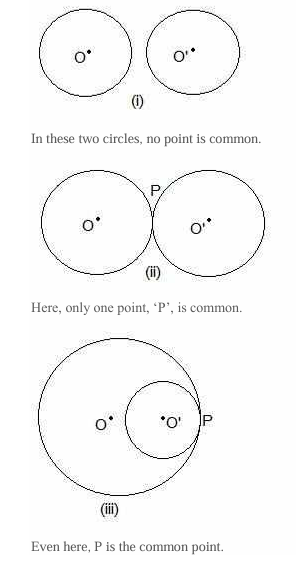 O O'
(i)
In these two circles, no point is common.
P
O O'
(ii)
Here, only one point, ‘P’, is common.
O O' P
(iii)
Even here, P is the common point.